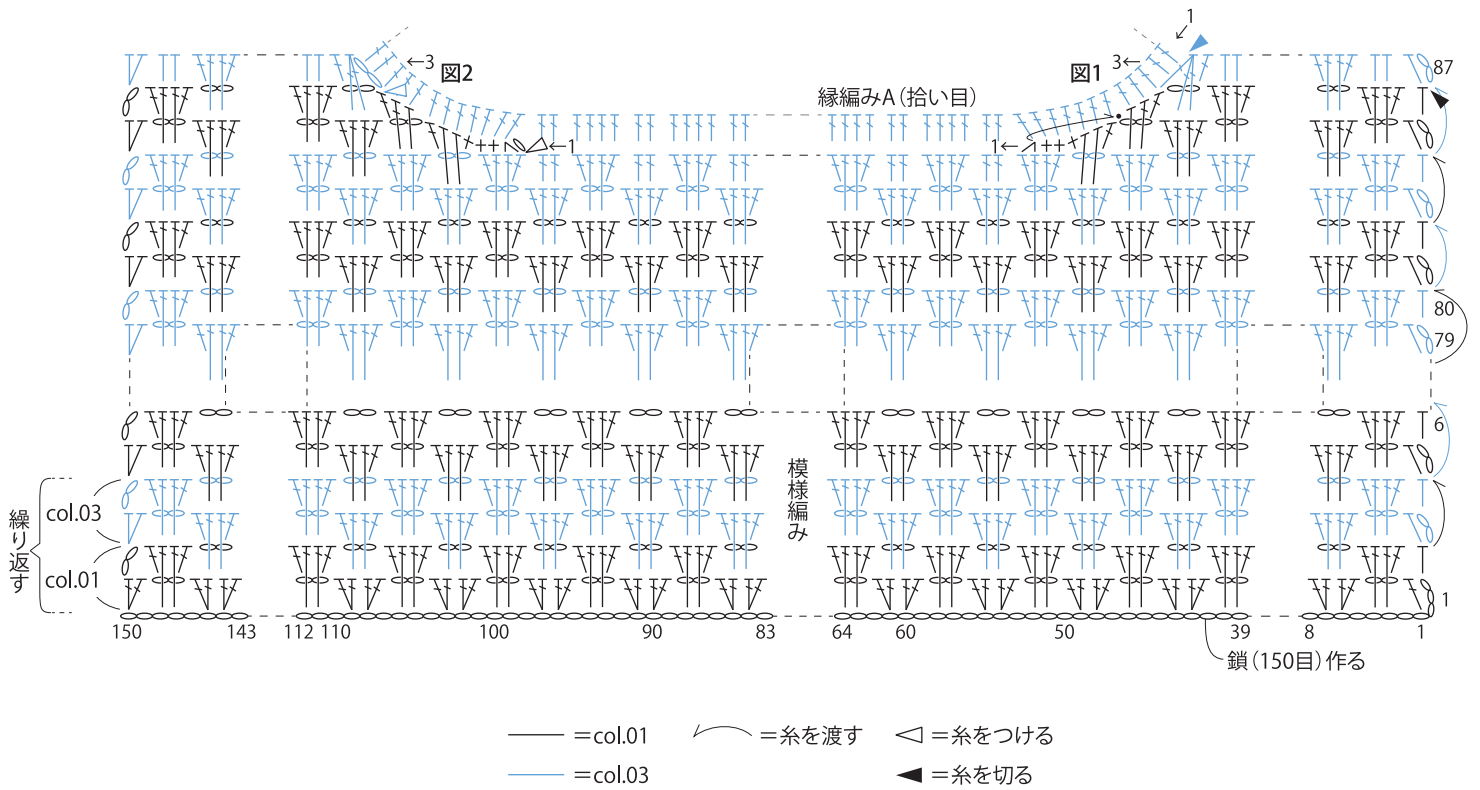 1
←3 図2
図1 3←
87
縁編みA(拾い目)
←1
1←
80
79
6
模様編み
繰り返す
col.03
col.01
1
150 143 112 110 100 90 83 64 60 50 39 8 1
鎖(150目)作る
=col.01 =糸を渡す =糸をつける
=col.03 =糸を切る